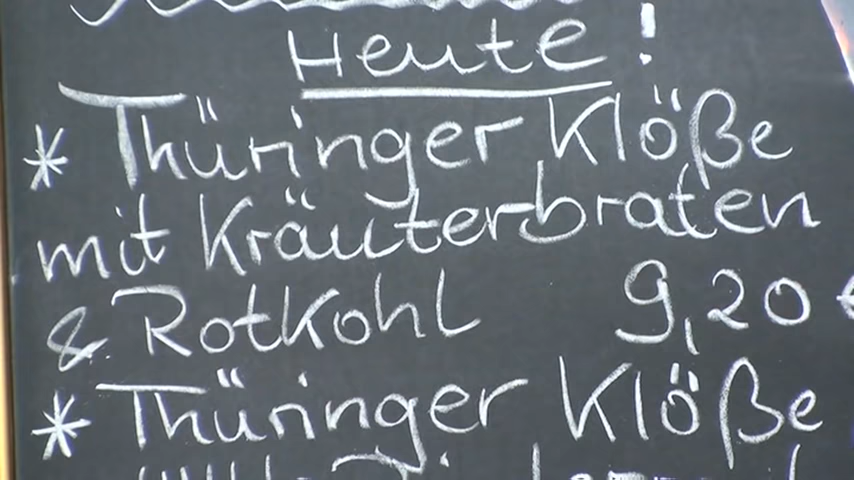 Heute!
* Thüringer Klöße
mit Kräuterbraten
& Rotkohl 9,20 €
* Thüringer Klöße